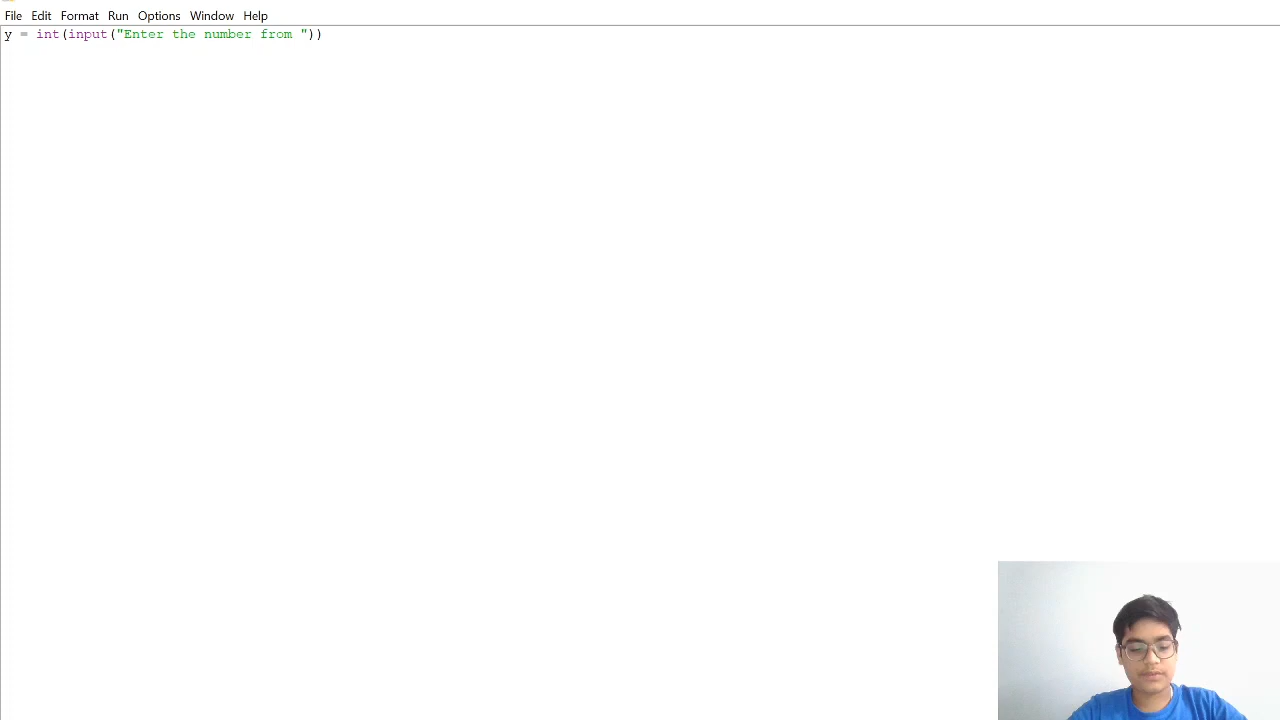 File Edit Format Run Options Window Help
y = int(input("Enter the number from "))